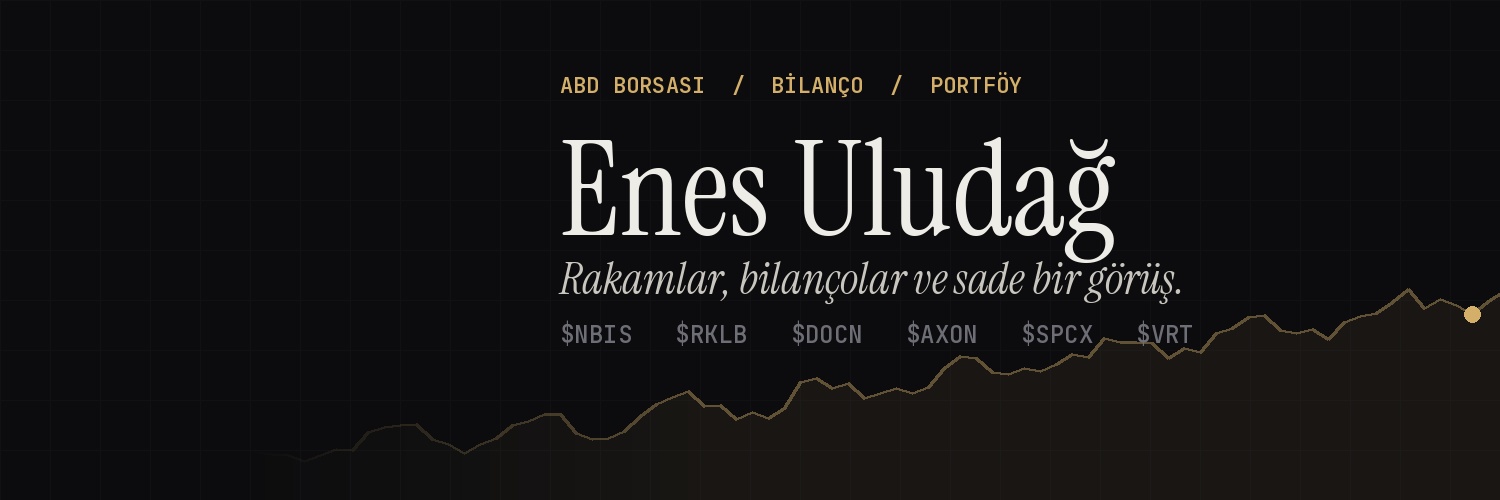 ABD BORSASI / BİLANÇO / PORTFÖY
Enes Uludağ
Rakamlar, bilançolar ve sade bir görüş.
$NBIS $RKLB $DOCN $AXON $SPCX $VRT